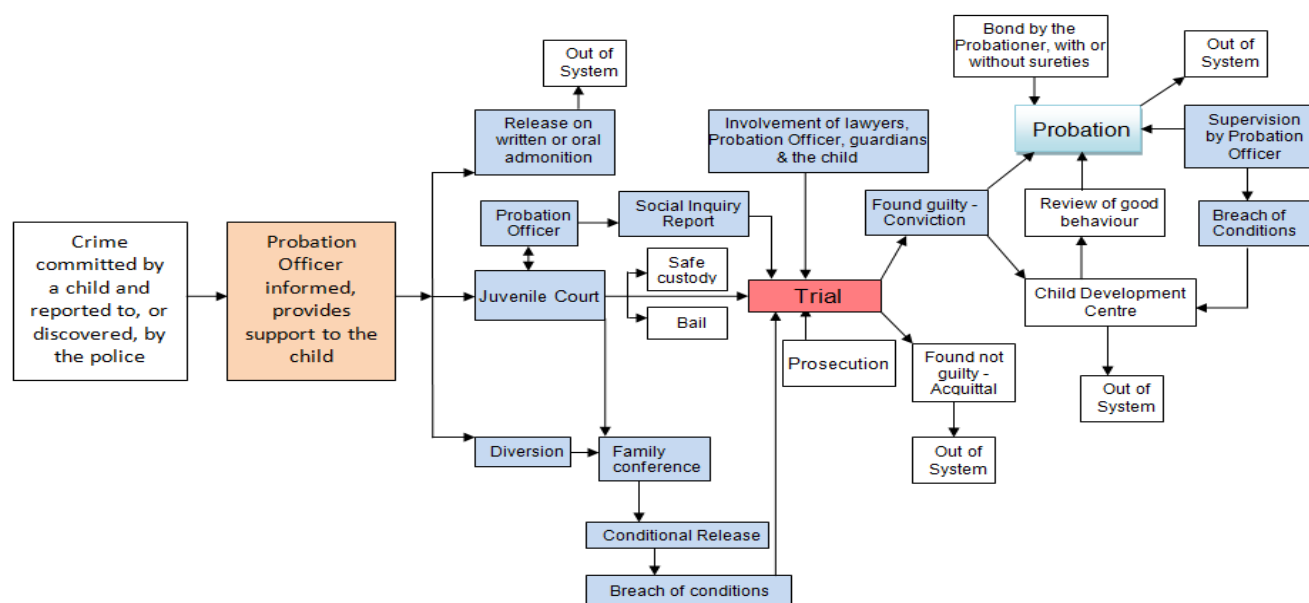 Crime
committed by
a child and
reported to, or
discovered, by
the police
Probation
Officer
informed,
provides
support to the
child
Out of
System
Release on
written or oral
admonition
Probation
Officer
Social Inquiry
Report
Juvenile Court
Safe
custody
Bail
Diversion
Family
conference
Conditional Release
Breach of conditions
Involvement of lawyers,
Probation Officer, guardians
& the child
Trial
Prosecution
Found guilty -
Conviction
Found not
guilty -
Acquittal
Out of
System
Bond by the
Probationer, with or
without sureties
Out of
System
Probation
Supervision
by Probation
Officer
Review of good
behaviour
Breach of
Conditions
Child Development
Centre
Out of
System